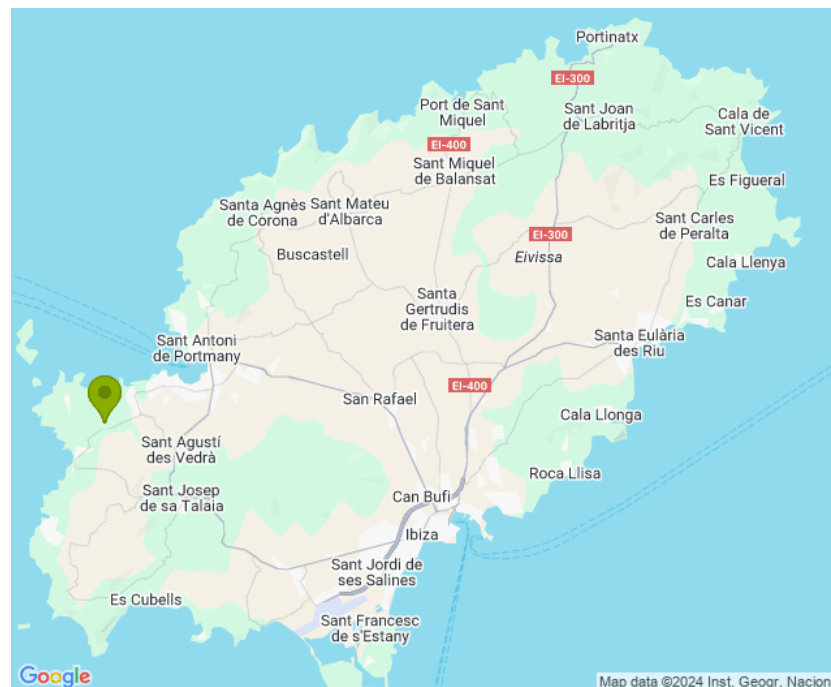 Portinatx
EI-300
Port de Sant
Miquel
Sant Joan
de Labritja
Cala de
Sant Vicent
EI-400
Sant Miquel
de Balansat
Es Figueral
Santa Agnès
de Corona
Sant Mateu
d'Albarca
Sant Carles
de Peralta
EI-300
Buscastell
Eivissa
Cala Llenya
Santa
Gertrudis
de Fruitera
Es Canar
Sant Antoni
de Portmany
Santa Eulària
des Riu
EI-400
San Rafael
Cala Llonga
Sant Agustí
des Vedrà
Roca Llisa
Sant Josep
de sa Talaia
Can Bufi
Ibiza
Sant Jordi de
ses Salines
Es Cubells
Sant Francesc
de s'Estany
Google
Map data ©2024 Inst. Geogr. Nacion